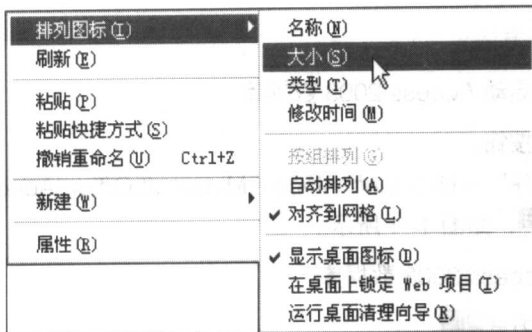 排列图标(I)
刷新(E)
粘贴(P)
粘贴快捷方式(S)
撤销重命名(U) Ctrl+Z
新建(W)
属性(R)
名称(N)
大小(S)
类型(T)
修改时间(M)
按组排列(G)
自动排列(A)
✓ 对齐到网格(L)
✓ 显示桌面图标(D)
在桌面上锁定 Web 项目(I)
运行桌面清理向导(R)